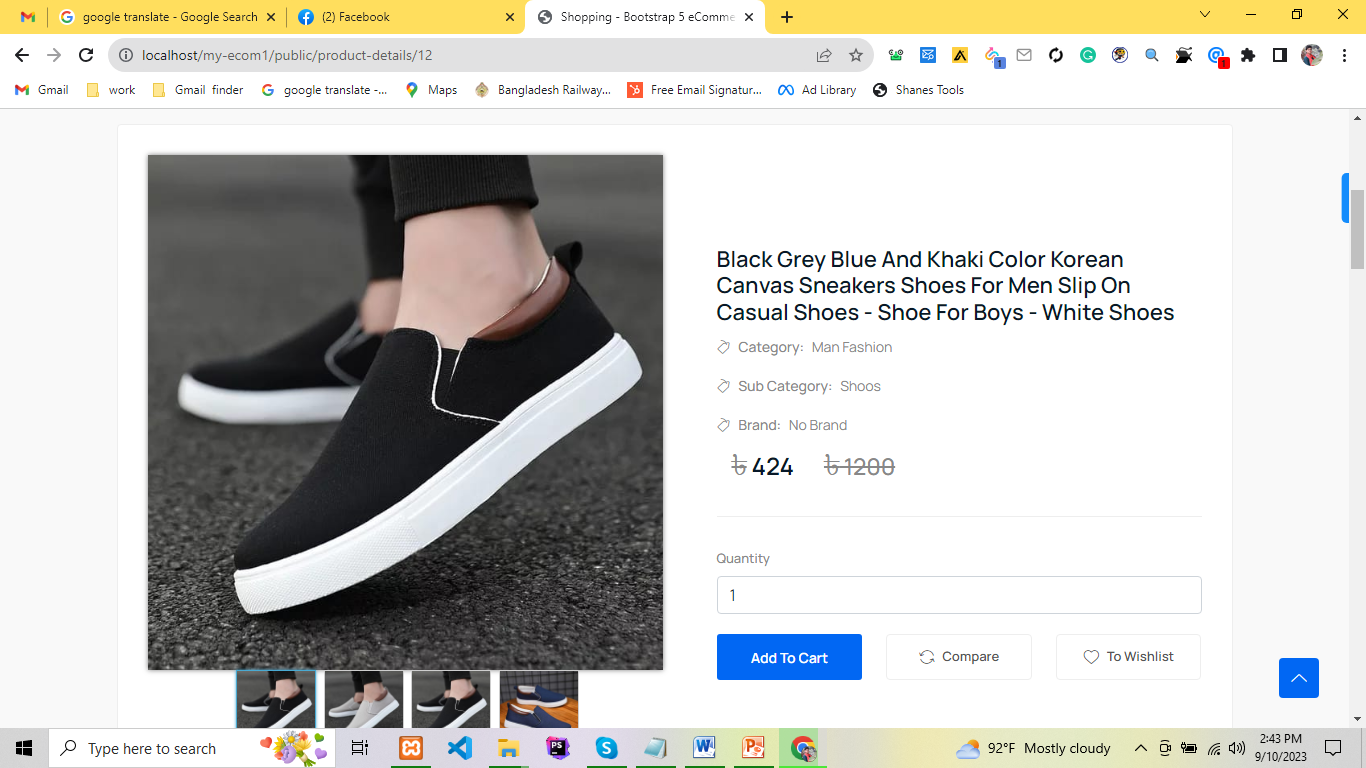 google translate - Google Search
(2) Facebook
Shopping - Bootstrap 5 eComme
localhost/my-ecom1/public/product-details/12
1
1
Gmail
work
Gmail finder
google translate -...
Maps
Bangladesh Railway...
Free Email Signatur...
Ad Library
Shanes Tools
Black Grey Blue And Khaki Color Korean
Canvas Sneakers Shoes For Men Slip On
Casual Shoes - Shoe For Boys - White Shoes
Category: Man Fashion
Sub Category: Shoos
Brand: No Brand
৳ 424 ৳ 1200
Quantity
1
Add To Cart
Compare
To Wishlist
Type here to search
PS
S
W
P
92°F Mostly cloudy
2:43 PM
9/10/2023